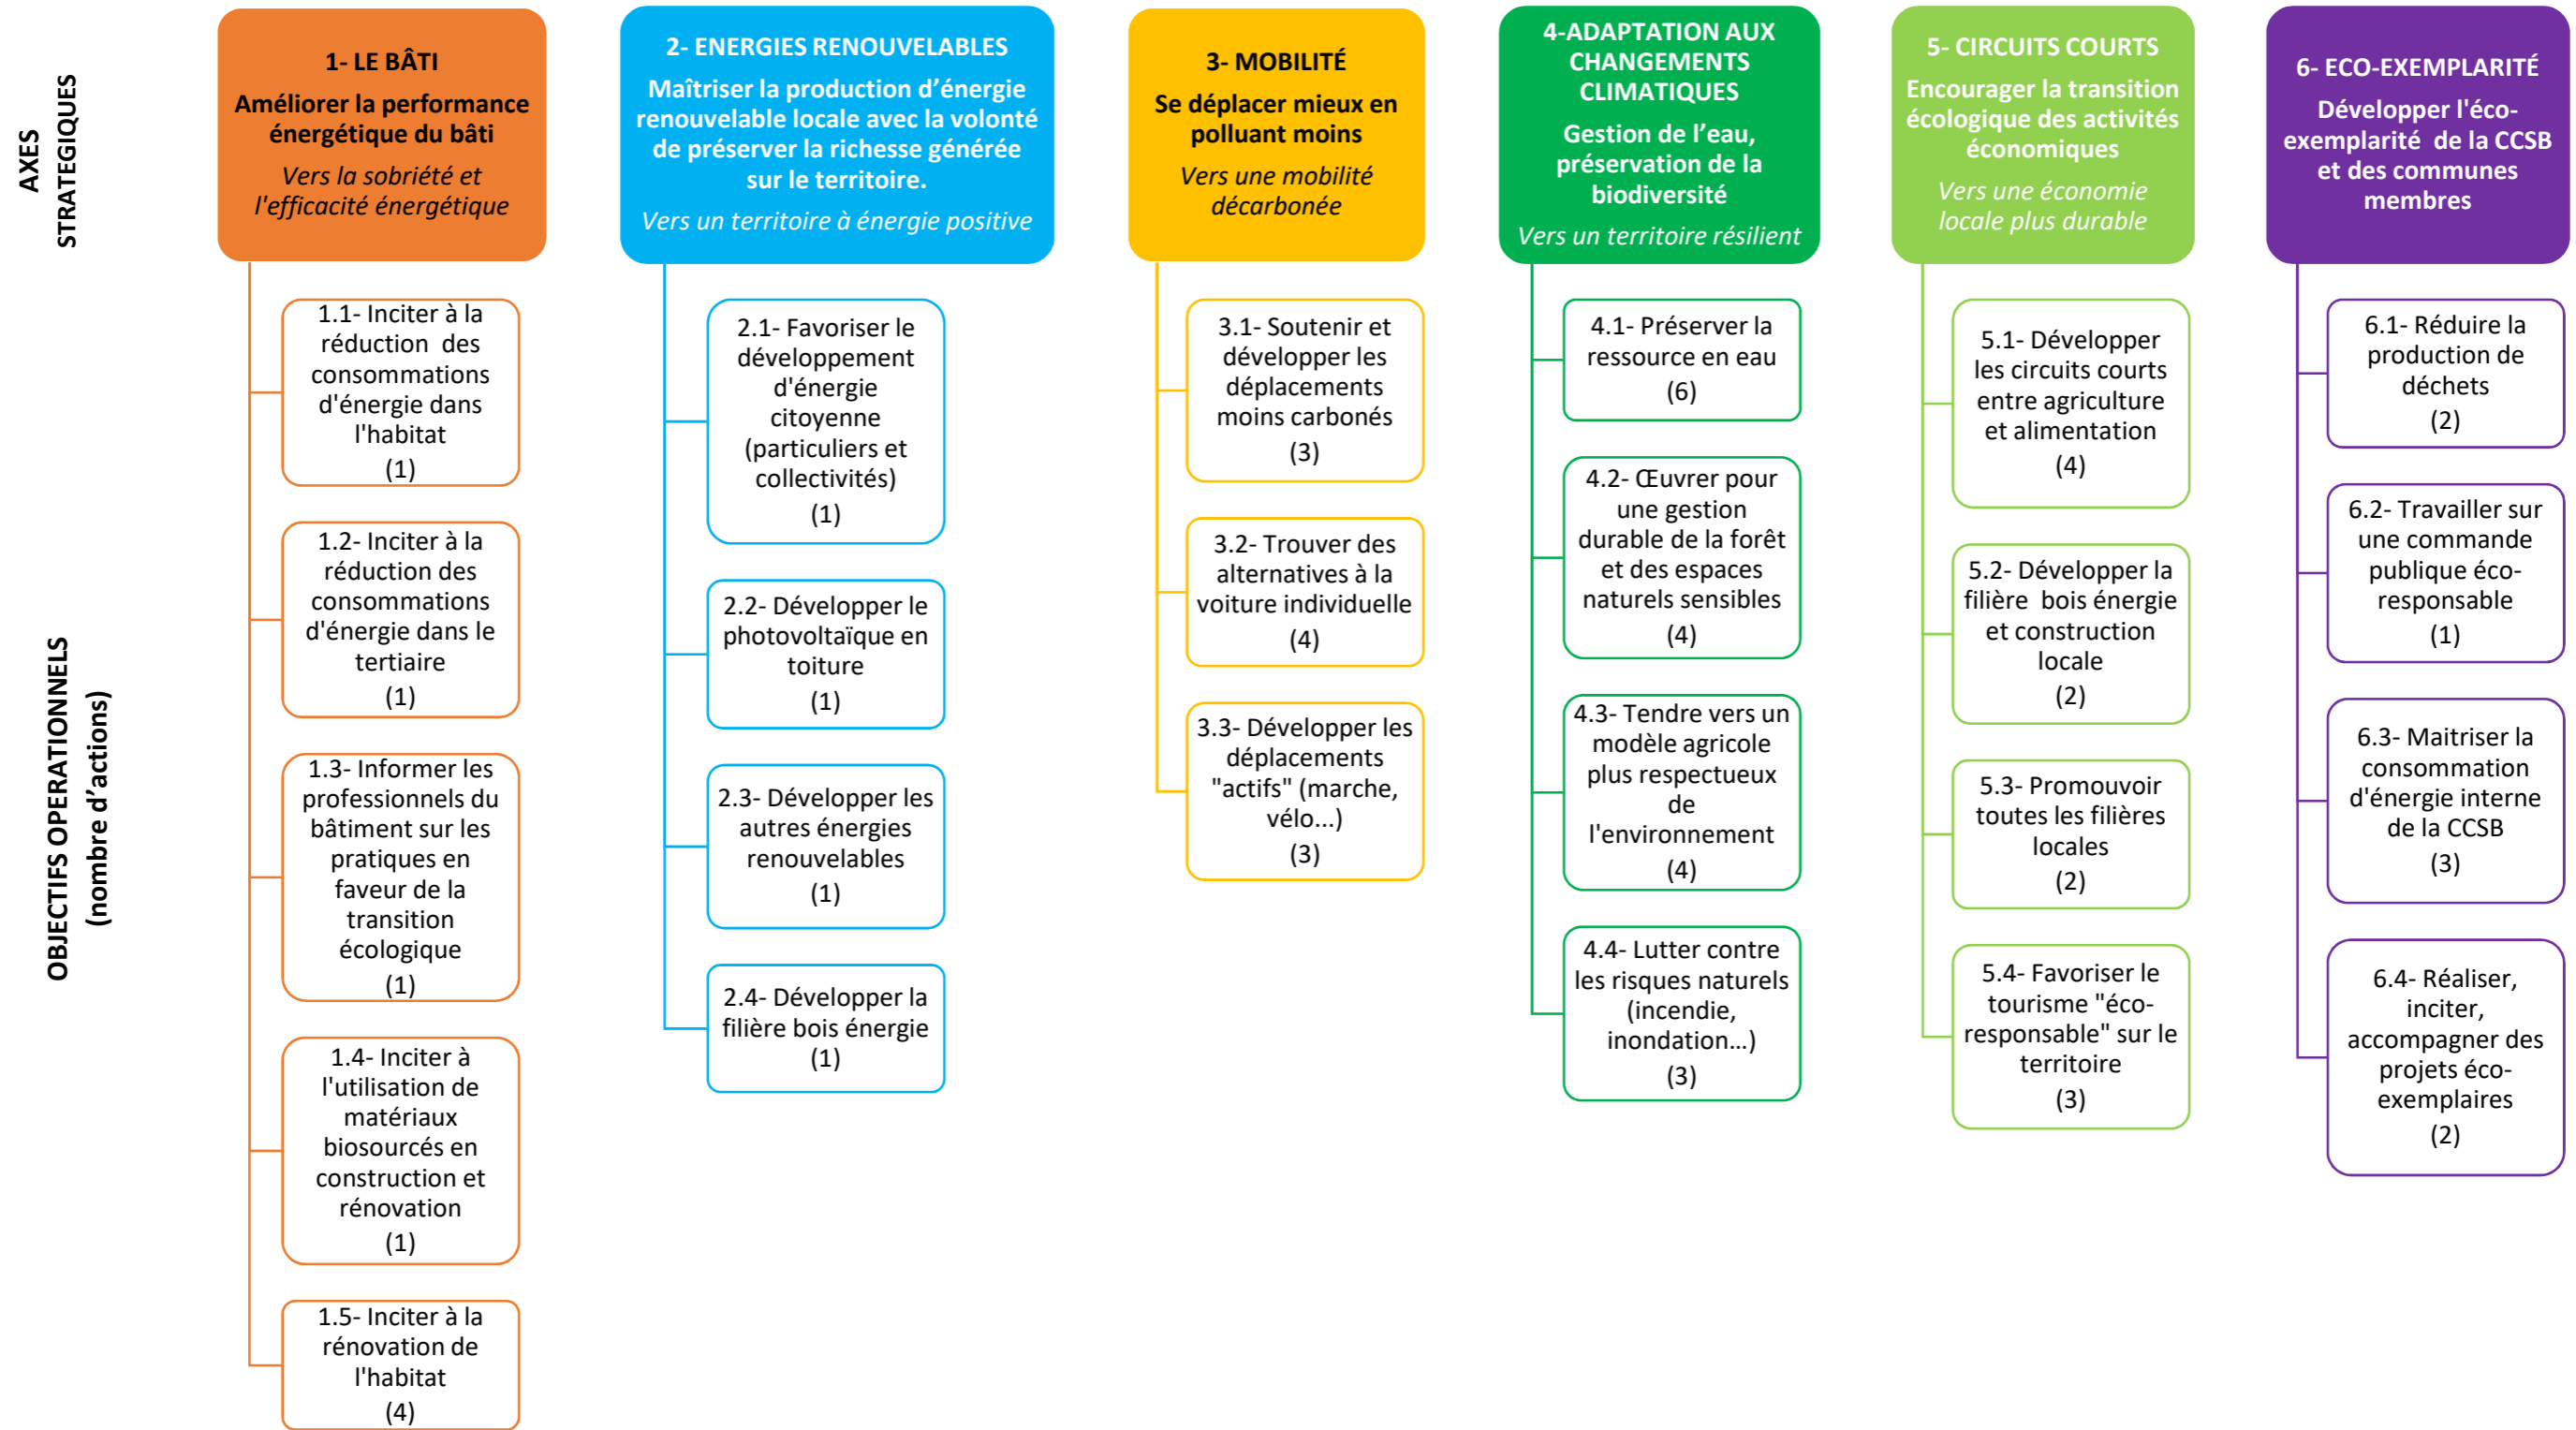 AXES
STRATEGIQUES
1- LE BÂTI
Améliorer la performance
énergétique du bâti
Vers la sobriété et
l'efficacité énergétique
2- ENERGIES RENOUVELABLES
Maîtriser la production d’énergie
renouvelable locale avec la volonté
de préserver la richesse générée
sur le territoire.
Vers un territoire à énergie positive
3- MOBILITÉ
Se déplacer mieux en
polluant moins
Vers une mobilité
décarbonée
4-ADAPTATION AUX
CHANGEMENTS
CLIMATIQUES
Gestion de l’eau,
préservation de la
biodiversité
Vers un territoire résilient
5- CIRCUITS COURTS
Encourager la transition
écologique des activités
économiques
Vers une économie
locale plus durable
6- ECO-EXEMPLARITÉ
Développer l'éco-
exemplarité  de la CCSB
et des communes
membres
OBJECTIFS OPERATIONNELS
(nombre d’actions)
1.1- Inciter à la
réduction  des
consommations
d'énergie dans
l'habitat
(1)
1.2- Inciter à la
réduction des
consommations
d'énergie dans le
tertiaire
(1)
1.3- Informer les
professionnels du
bâtiment sur les
pratiques en
faveur de la
transition
écologique
(1)
1.4- Inciter à
l'utilisation de
matériaux
biosourcés en
construction et
rénovation
(1)
1.5- Inciter à la
rénovation de
l'habitat
(4)
2.1- Favoriser le
développement
d'énergie
citoyenne
(particuliers et
collectivités)
(1)
2.2- Développer le
photovoltaïque en
toiture
(1)
2.3- Développer les
autres énergies
renouvelables
(1)
2.4- Développer la
filière bois énergie
(1)
3.1- Soutenir et
développer les
déplacements
moins carbonés
(3)
3.2- Trouver des
alternatives à la
voiture individuelle
(4)
3.3- Développer les
déplacements
"actifs" (marche,
vélo...)
(3)
4.1- Préserver la
ressource en eau
(6)
4.2- Œuvrer pour
une gestion
durable de la forêt
et des espaces
naturels sensibles
(4)
4.3- Tendre vers un
modèle agricole
plus respectueux
de
l'environnement
(4)
4.4- Lutter contre
les risques naturels
(incendie,
inondation…)
(3)
5.1- Développer
les circuits courts
entre agriculture
et alimentation
(4)
5.2- Développer la
filière  bois énergie
et construction
locale
(2)
5.3- Promouvoir
toutes les filières
locales
(2)
5.4- Favoriser le
tourisme "éco-
responsable" sur le
territoire
(3)
6.1- Réduire la
production de
déchets
(2)
6.2- Travailler sur
une commande
publique éco-
responsable
(1)
6.3- Maitriser la
consommation
d'énergie interne
de la CCSB
(3)
6.4- Réaliser,
inciter,
accompagner des
projets éco-
exemplaires
(2)